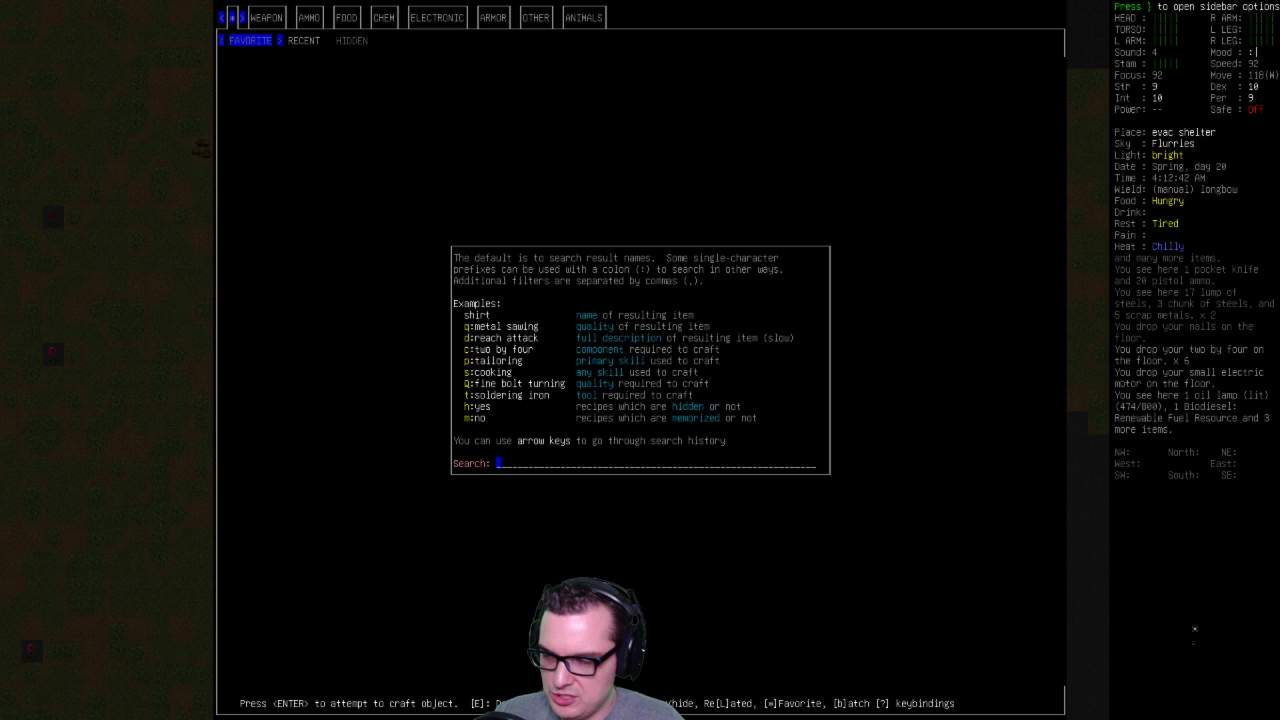 < * > WEAPON AMMO FOOD CHEM ELECTRONIC ARMOR OTHER ANIMALS
< FAVORITE > RECENT HIDDEN
The default is to search result names. Some single-character
prefixes can be used with a colon (:) to search in other ways.
Additional filters are separated by commas (,).
Examples:
shirt name of resulting item
q:metal sawing quality of resulting item
d:reach attack full description of resulting item (slow)
c:two by four component required to craft
p:tailoring primary skill used to craft
s:cooking any skill used to craft
Q:fine bolt turning quality required to craft
t:soldering iron tool required to craft
h:yes recipes which are hidden or not
m:no recipes which are memorized or not
You can use arrow keys to go through search history
Search:
Press <ENTER> to attempt to craft object. [E]: hide, Re[L]ated, [*]Favorite, [b]atch [?] keybindings
Press } to open sidebar options
HEAD : ||||| R ARM: |||||
TORSO: ||||| L LEG: |||||
L ARM: ||||| R LEG: |||||
Sound: 4 Mood : :|
Stam : ||||| Speed: 92
Focus: 92 Move : 118(W)
Str : 9 Dex : 10
Int : 10 Per : 9
Power: -- Safe : Off
Place: evac shelter
Sky : Flurries
Light: bright
Date : Spring, day 20
Time : 4:12:42 AM
Wield: (manual) longbow
Food : Hungry
Drink:
Rest : Tired
Pain :
Heat : Chilly
and many more items.
You see here 1 pocket knife
and 20 pistol ammo.
You see here 17 lump of
steels, 3 chunk of steels, and
5 scrap metals. x 2
You drop your nails on the
floor.
You drop your two by four on
the floor. x 6
You drop your small electric
motor on the floor.
You see here 1 oil lamp (lit)
(474/800), 1 Biodiesel:
Renewable Fuel Resource and 3
more items.
NW: North: NE:
West: East:
SW: South: SE: